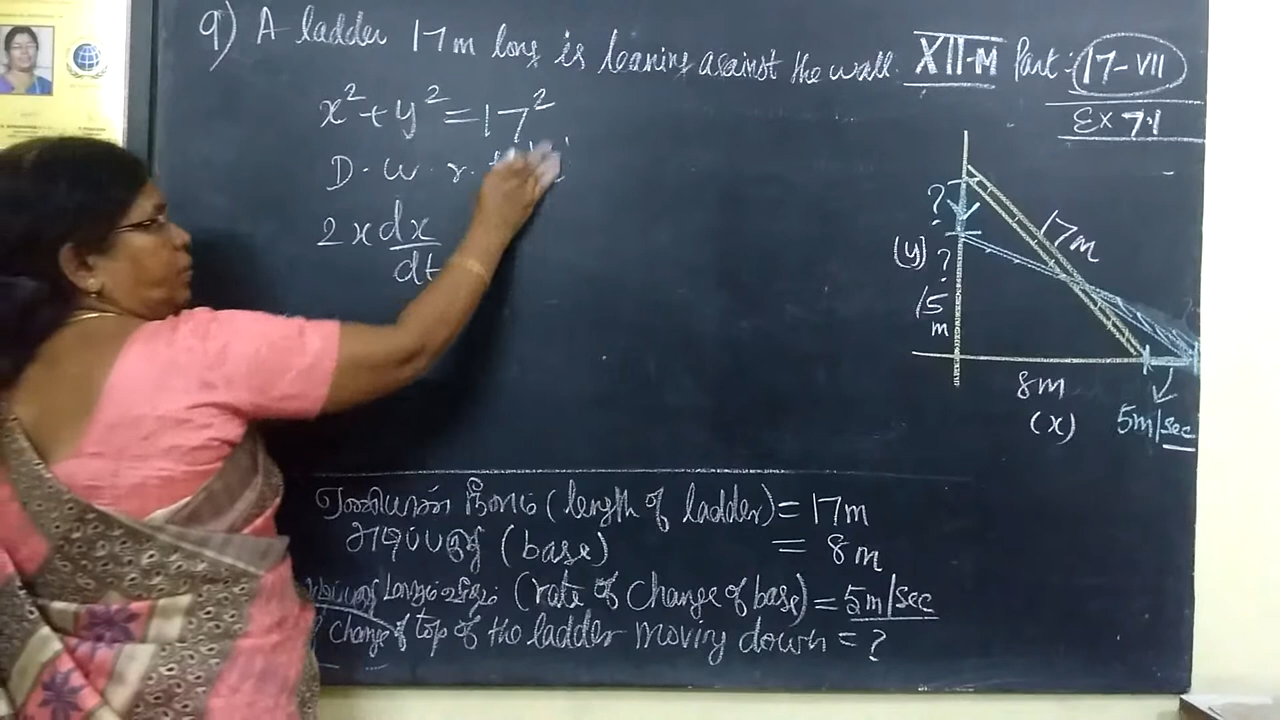 9) A ladder 17m long is leaning against the wall. XII-M Part:- 17-VII
Ex 7.1
x² + y² = 17²
D. w. r.
2x dx/dt
17m
?
(y) ?
15
m
8m
(x)
5m/sec
ஏணியின் நீளம் (length of ladder) = 17m
அடிப்பகுதி (base) = 8m
மாறும் வீதம் (rate of change of base) = 5m/sec
change of top of the ladder moving down = ?